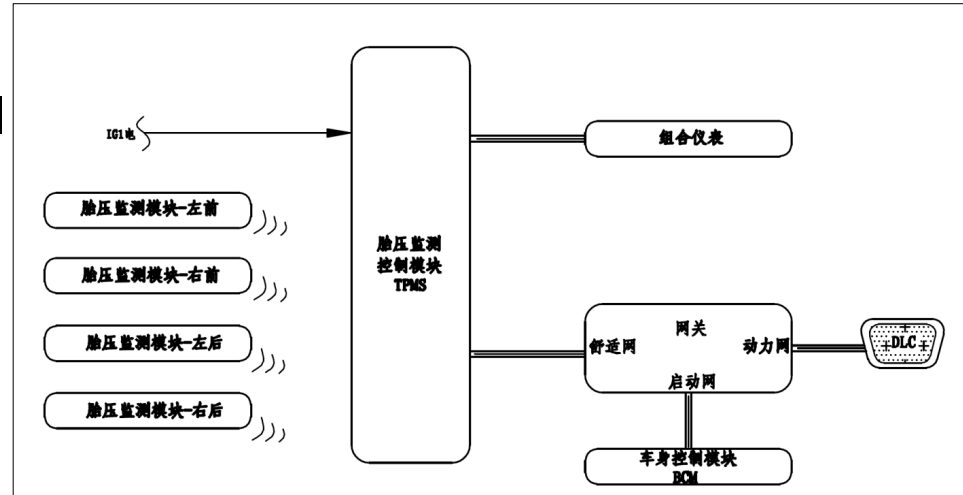 IG1电
组合仪表
胎压监测模块-左前
胎压监测模块-右前
胎压监测模块-左后
胎压监测模块-右后
胎压监测
控制模块
TPMS
网关
舒适网
动力网
启动网
DLC
车身控制模块
BCM